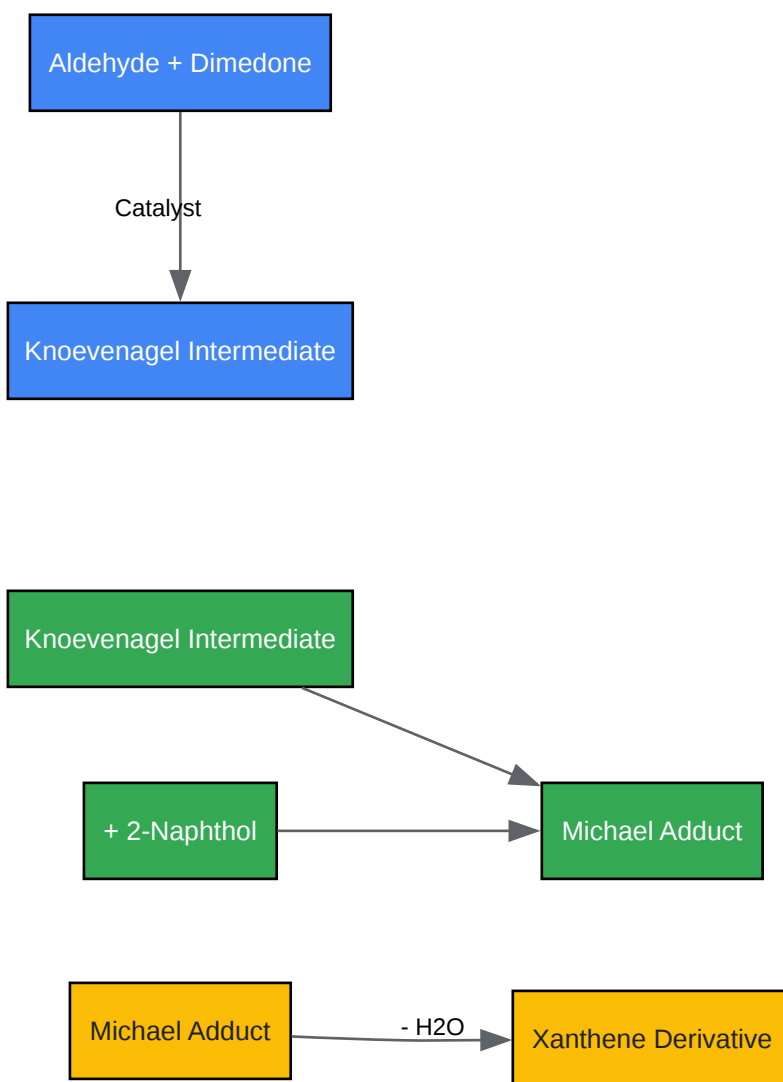 Aldehyde + Dimedone
Catalyst
Knoevenagel Intermediate
Knoevenagel Intermediate
+ 2-Naphthol
Michael Adduct
Michael Adduct
- H2O
Xanthene Derivative